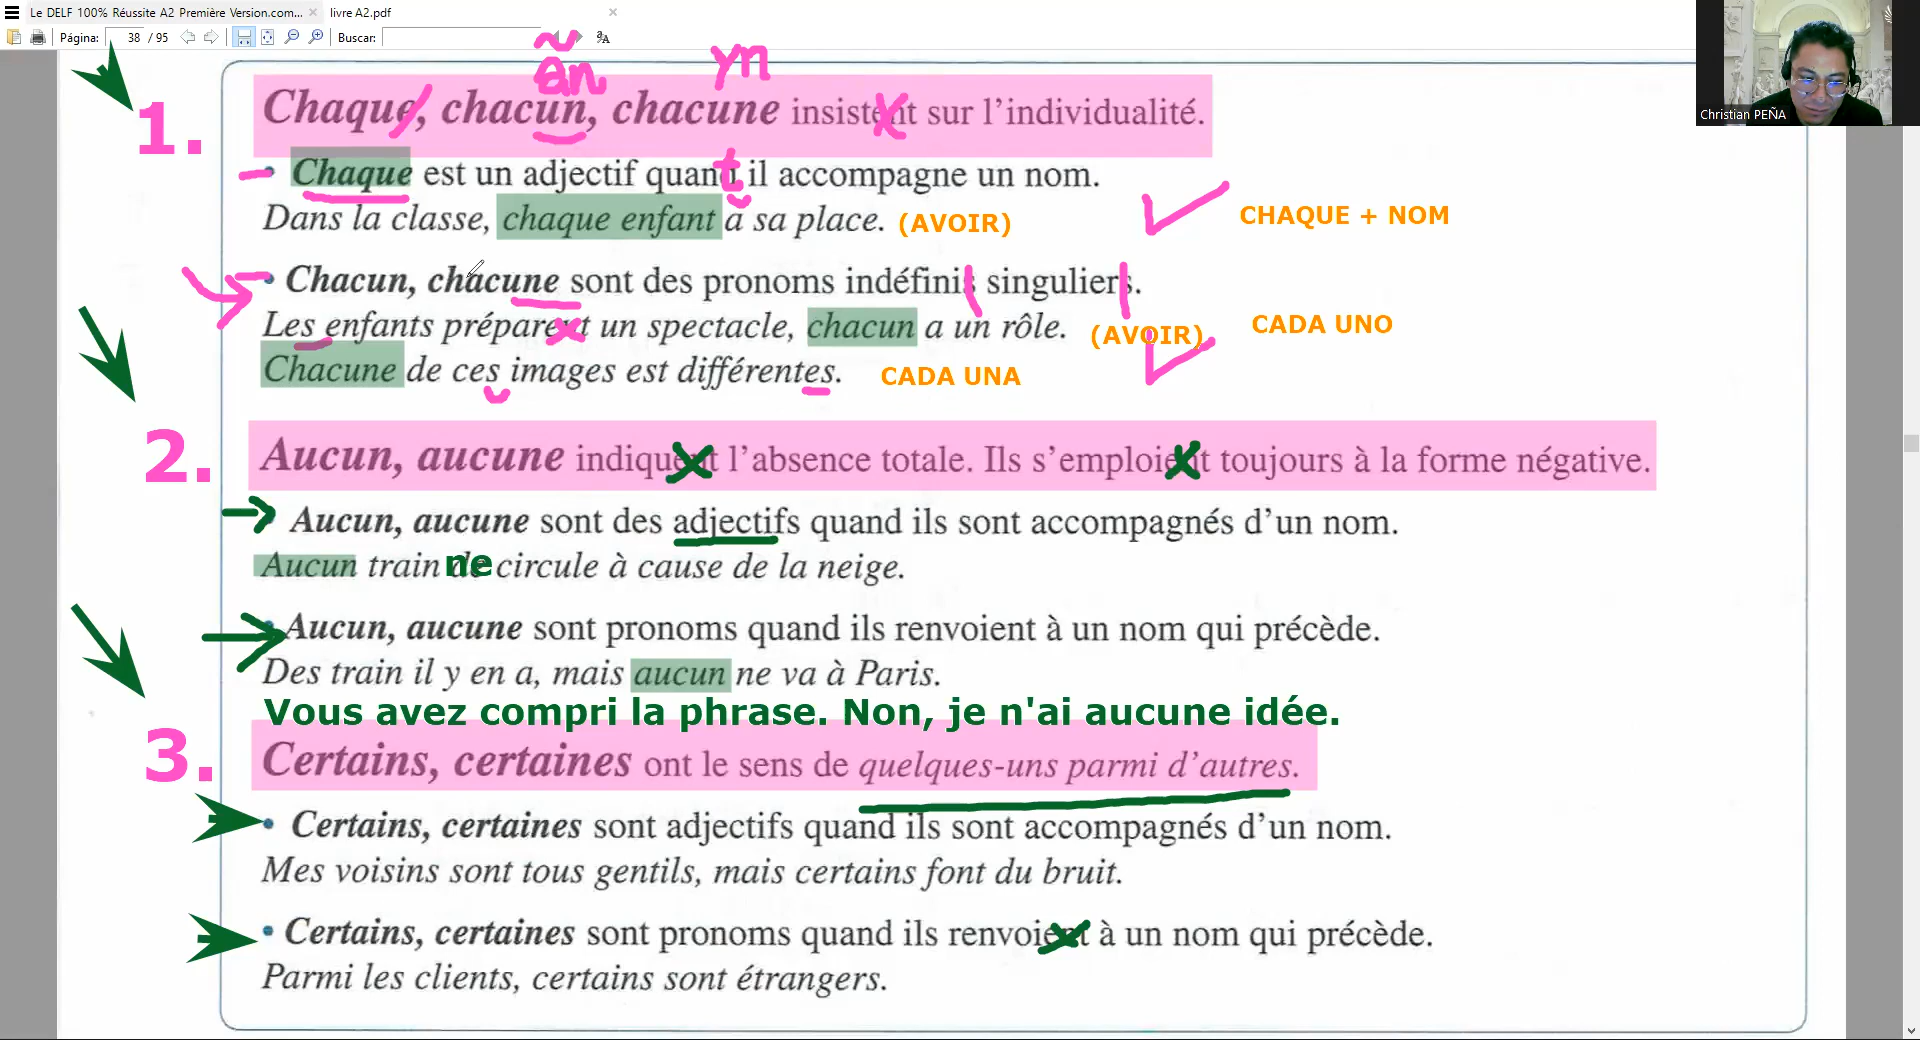 Le DELF 100% Réussite A2 Première Version.com... livre A2.pdf
Página: 38 / 95 Buscar:
Christian PEÑA
ãn yn
1. Chaque, chacun, chacune insistent sur l’individualité.
• Chaque est un adjectif quand il accompagne un nom.
t
Dans la classe, chaque enfant a sa place. (AVOIR) CHAQUE + NOM
• Chacun, chacune sont des pronoms indéfinis singuliers.
Les enfants préparent un spectacle, chacun a un rôle. (AVOIR) CADA UNO
Chacune de ces images est différentes. CADA UNA
2. Aucun, aucune indiquent l’absence totale. Ils s’emploient toujours à la forme négative.
• Aucun, aucune sont des adjectifs quand ils sont accompagnés d’un nom.
Aucun train ne circule à cause de la neige.
• Aucun, aucune sont pronoms quand ils renvoient à un nom qui précède.
Des train il y en a, mais aucun ne va à Paris.
Vous avez compri la phrase. Non, je n'ai aucune idée.
3. Certains, certaines ont le sens de quelques-uns parmi d’autres.
• Certains, certaines sont adjectifs quand ils sont accompagnés d’un nom.
Mes voisins sont tous gentils, mais certains font du bruit.
• Certains, certaines sont pronoms quand ils renvoient à un nom qui précède.
Parmi les clients, certains sont étrangers.